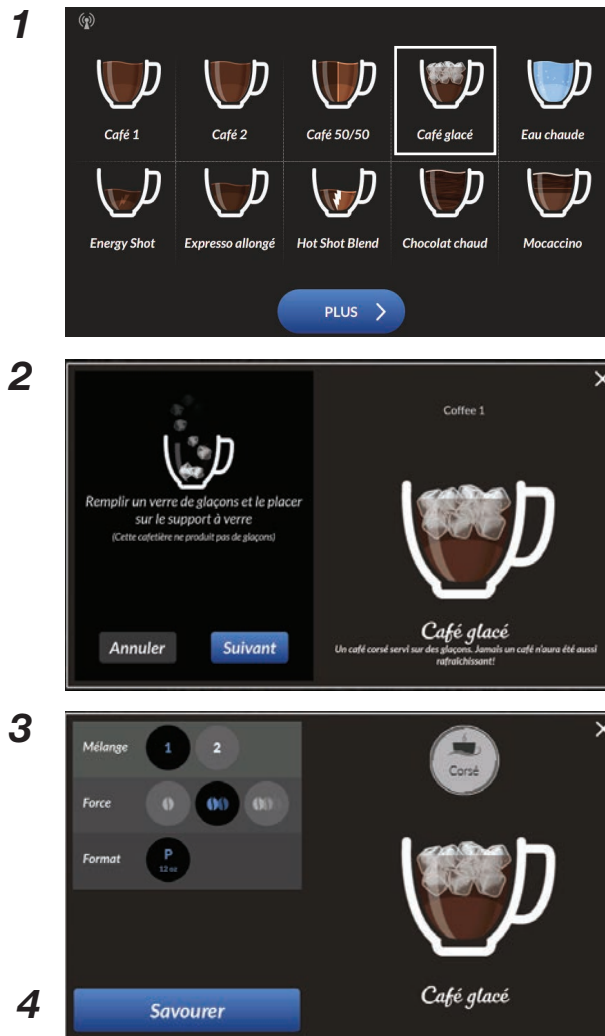 1
Café 1 Café 2 Café 50/50 Café glacé Eau chaude
Energy Shot Expresso allongé Hot Shot Blend Chocolat chaud Mocaccino
PLUS
2
Coffee 1
Remplir un verre de glaçons et le placer
sur le support à verre
(Cette cafetière ne produit pas de glaçons)
Annuler Suivant
Café glacé
Un café corsé servi sur des glaçons. Jamais un café n'aura été aussi
rafraîchissant!
3
Mélange 1 2
Corsé
Force
Format P
12 oz
Café glacé
4
Savourer